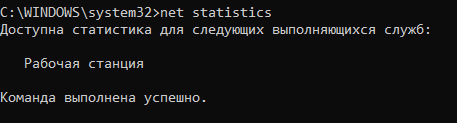 C:\WINDOWS\system32>net statistics
Доступна статистика для следующих выполняющихся служб:
Рабочая станция
Команда выполнена успешно.